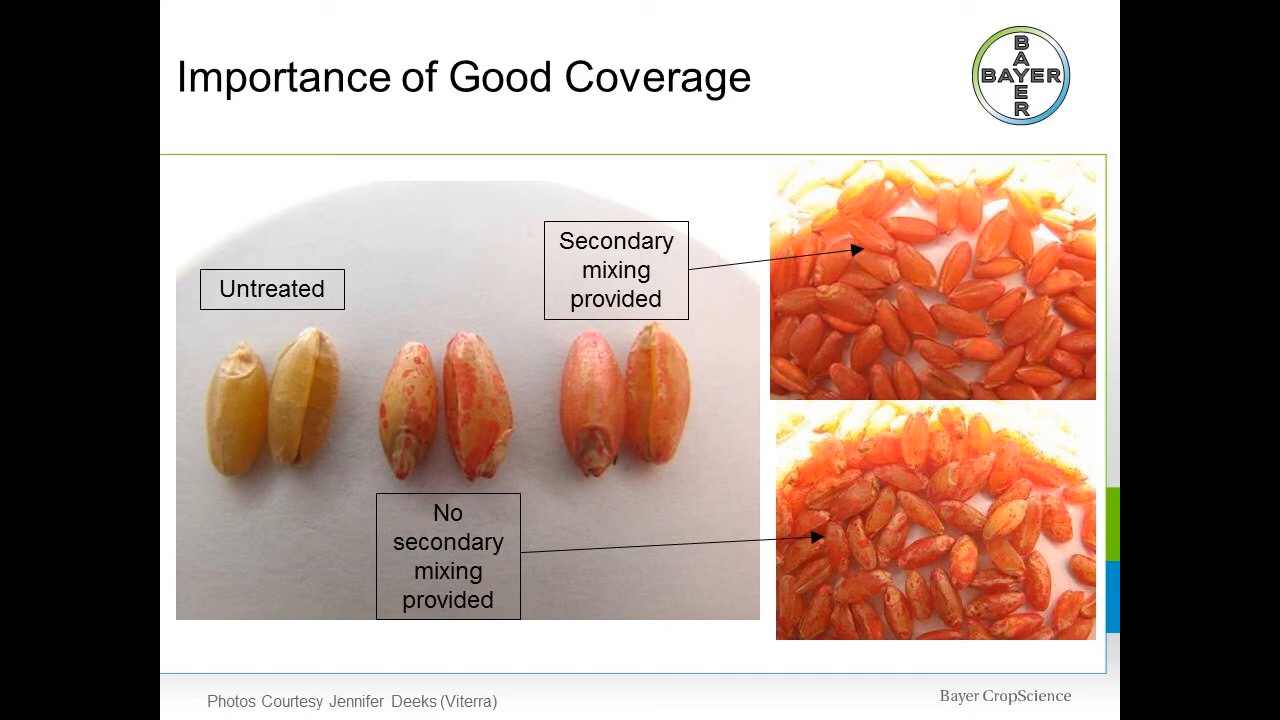 Importance of Good Coverage
B
A
BAYER
E
R
Untreated
Secondary
mixing
provided
No
secondary
mixing
provided
Photos Courtesy Jennifer Deeks (Viterra)
Bayer CropScience